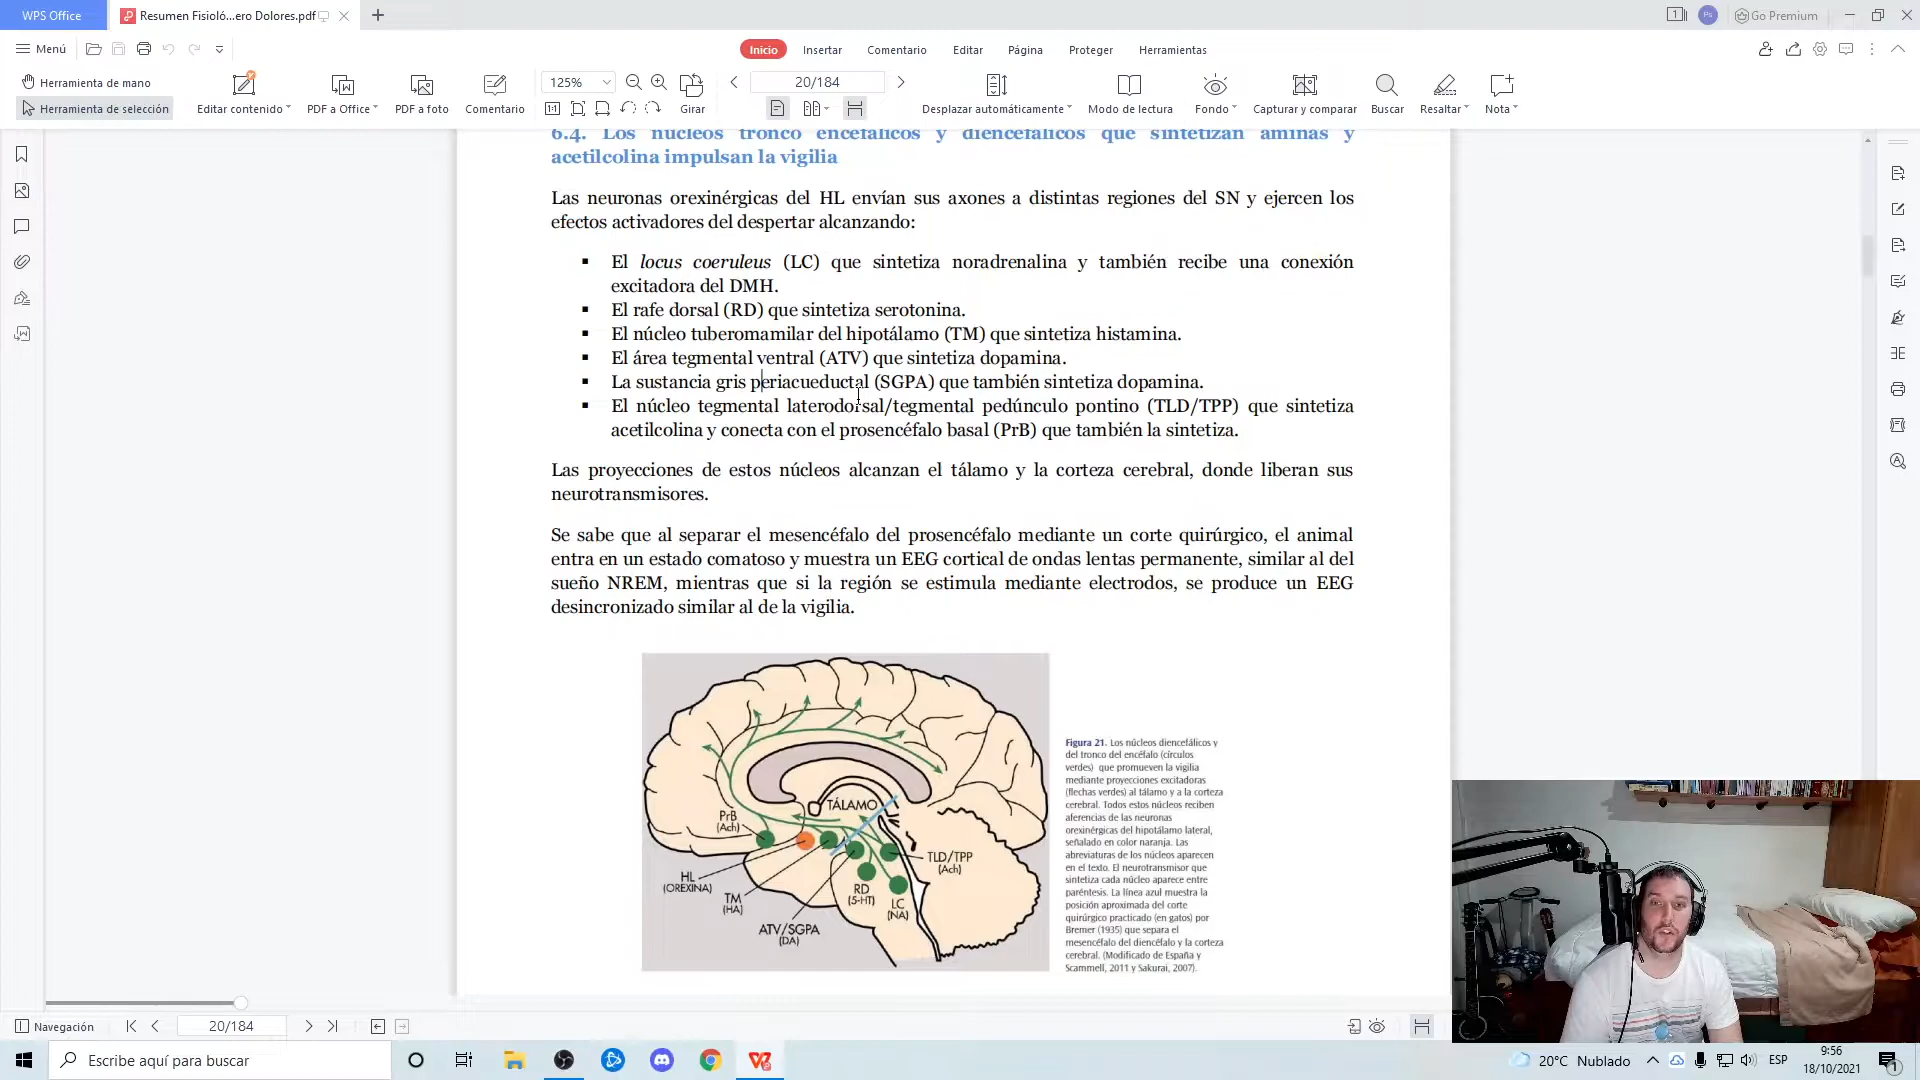 WPS Office
Resumen Fisioló...ero Dolores.pdf
Go Premium
Menú
Inicio
Insertar
Comentario
Editar
Página
Proteger
Herramientas
Herramienta de mano
Herramienta de selección
Editar contenido
PDF a Office
PDF a foto
Comentario
125%
Girar
20/184
Desplazar automáticamente
Modo de lectura
Fondo
Capturar y comparar
Buscar
Resaltar
Nota
6.4. Los núcleos tronco encefálicos y diencefálicos que sintetizan aminas y
acetilcolina impulsan la vigilia
Las neuronas orexinérgicas del HL envían sus axones a distintas regiones del SN y ejercen los
efectos activadores del despertar alcanzando:
▪ El locus coeruleus (LC) que sintetiza noradrenalina y también recibe una conexión
excitadora del DMH.
▪ El rafe dorsal (RD) que sintetiza serotonina.
▪ El núcleo tuberomamilar del hipotálamo (TM) que sintetiza histamina.
▪ El área tegmental ventral (ATV) que sintetiza dopamina.
▪ La sustancia gris periacueductal (SGPA) que también sintetiza dopamina.
▪ El núcleo tegmental laterodorsal/tegmental pedúnculo pontino (TLD/TPP) que sintetiza
acetilcolina y conecta con el prosencéfalo basal (PrB) que también la sintetiza.
Las proyecciones de estos núcleos alcanzan el tálamo y la corteza cerebral, donde liberan sus
neurotransmisores.
Se sabe que al separar el mesencéfalo del prosencéfalo mediante un corte quirúrgico, el animal
entra en un estado comatoso y muestra un EEG cortical de ondas lentas permanente, similar al del
sueño NREM, mientras que si la región se estimula mediante electrodos, se produce un EEG
desincronizado similar al de la vigilia.
TÁLAMO
PrB
(Ach)
HL
(OREXINA)
TM
(HA)
ATV/SGPA
(DA)
RD
(5-HT)
LC
(NA)
TLD/TPP
(Ach)
Figura 21. Los núcleos diencefálicos y
del tronco del encéfalo (círculos
verdes) que promueven la vigilia
mediante proyecciones excitadoras
(flechas verdes) al tálamo y a la corteza
cerebral. Todos estos núcleos reciben
aferencias de las neuronas
orexinérgicas del hipotálamo lateral,
señalado en color naranja. Las
abreviaturas de los núcleos aparecen
en el texto. El neurotransmisor que
sintetiza cada núcleo aparece entre
paréntesis. La línea azul muestra la
posición aproximada del corte
quirúrgico practicado (en gatos) por
Bremer (1935) que separa el
mesencéfalo del diencéfalo y la corteza
cerebral. (Modificado de España y
Scammell, 2011 y Sakurai, 2007).
Navegación
20/184
Escribe aquí para buscar
20°C Nublado
ESP
9:56
18/10/2021